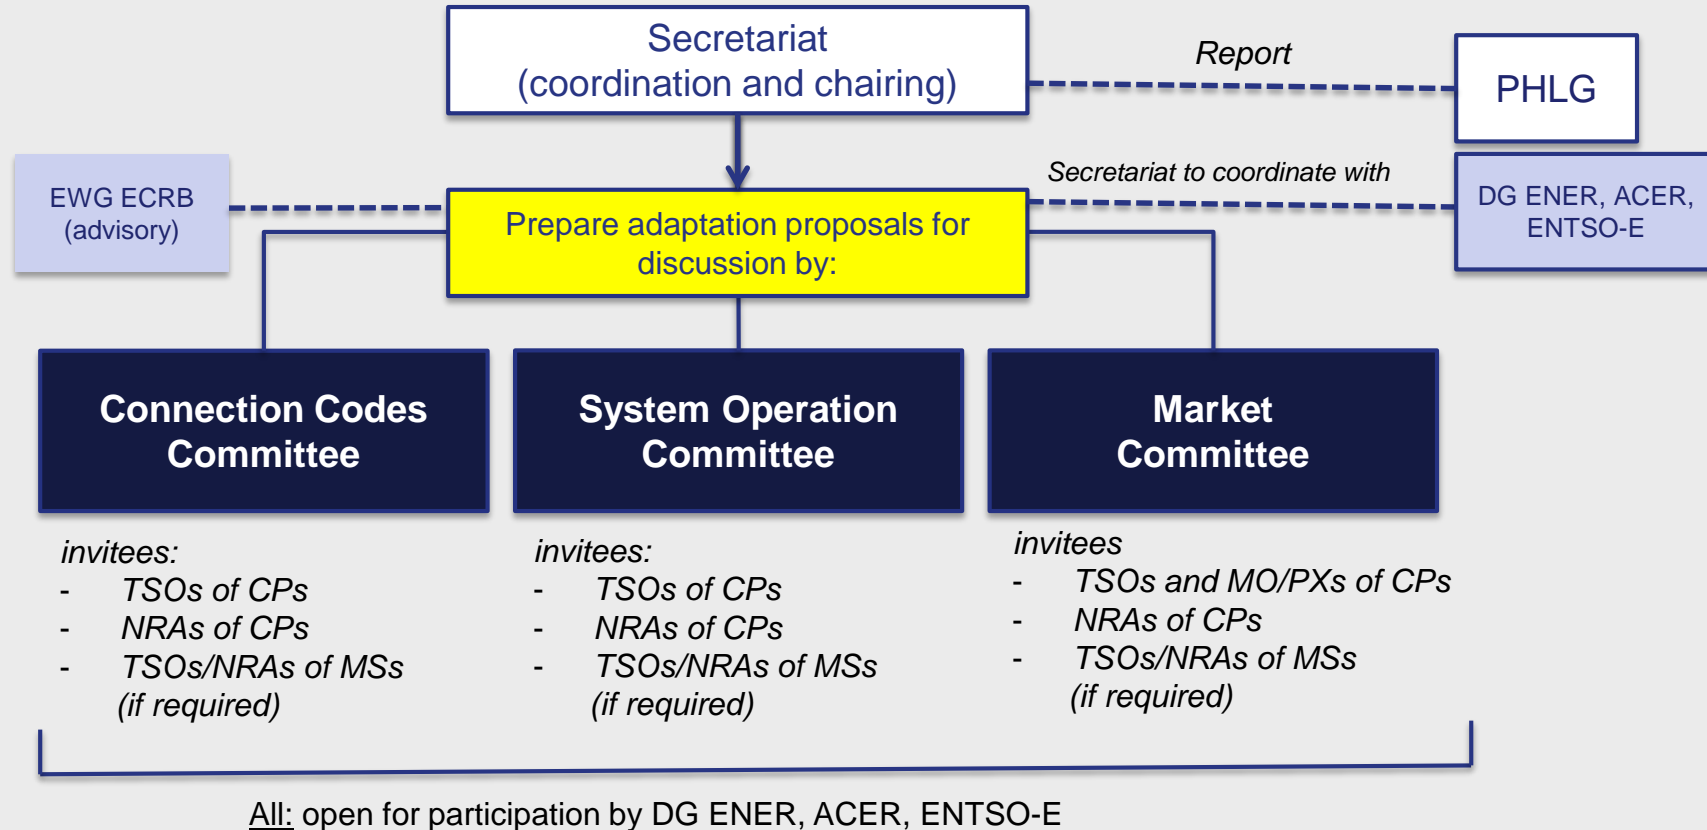 Secretariat
(coordination and chairing)
Report
PHLG
EWG ECRB
(advisory)
Secretariat to coordinate with
DG ENER, ACER,
ENTSO-E
Prepare adaptation proposals for
discussion by:
Connection Codes
Committee
System Operation
Committee
Market
Committee
invitees:
- TSOs of CPs
- NRAs of CPs
- TSOs/NRAs of MSs
(if required)
invitees:
- TSOs of CPs
- NRAs of CPs
- TSOs/NRAs of MSs
(if required)
invitees
- TSOs and MO/PXs of CPs
- NRAs of CPs
- TSOs/NRAs of MSs
(if required)
All: open for participation by DG ENER, ACER, ENTSO-E